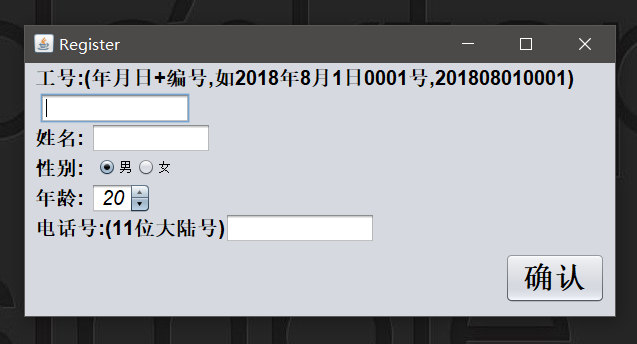 Register
工号:(年月日+编号,如2018年8月1日0001号,201808010001)
姓名:
性别: 男 女
年龄: 20
电话号:(11位大陆号)
确认